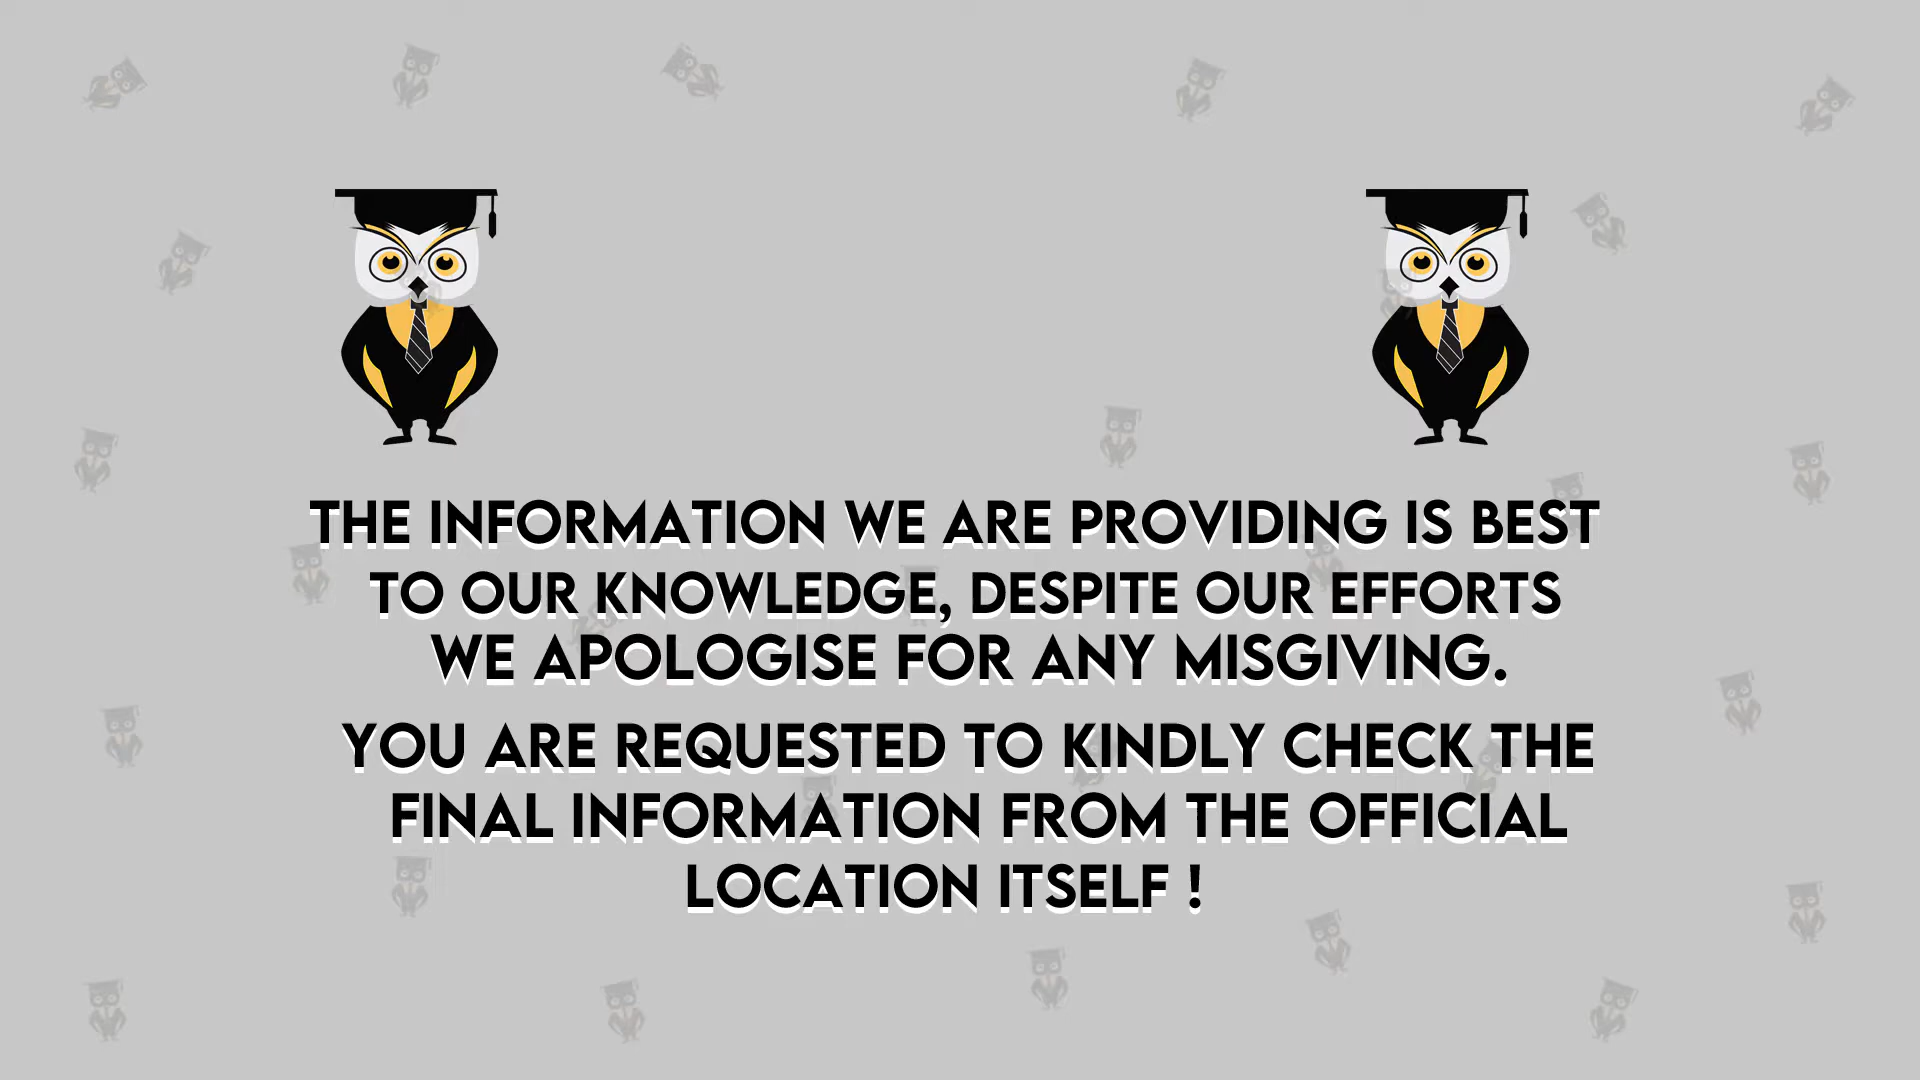 THE INFORMATION WE ARE PROVIDING IS BEST
TO OUR KNOWLEDGE, DESPITE OUR EFFORTS
WE APOLOGISE FOR ANY MISGIVING.
YOU ARE REQUESTED TO KINDLY CHECK THE
FINAL INFORMATION FROM THE OFFICIAL
LOCATION ITSELF !